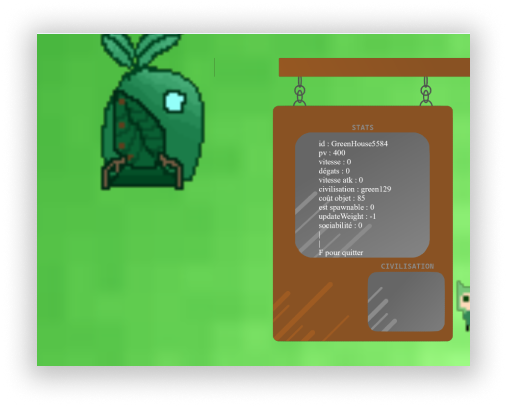 STATS
id : GreenHouse5584
pv : 400
vitesse : 0
dégats : 0
vitesse atk : 0
civilisation : green129
coût objet : 85
est spawnable : 0
updateWeight : -1
sociabilité : 0
|
|
F pour quitter
CIVILISATION